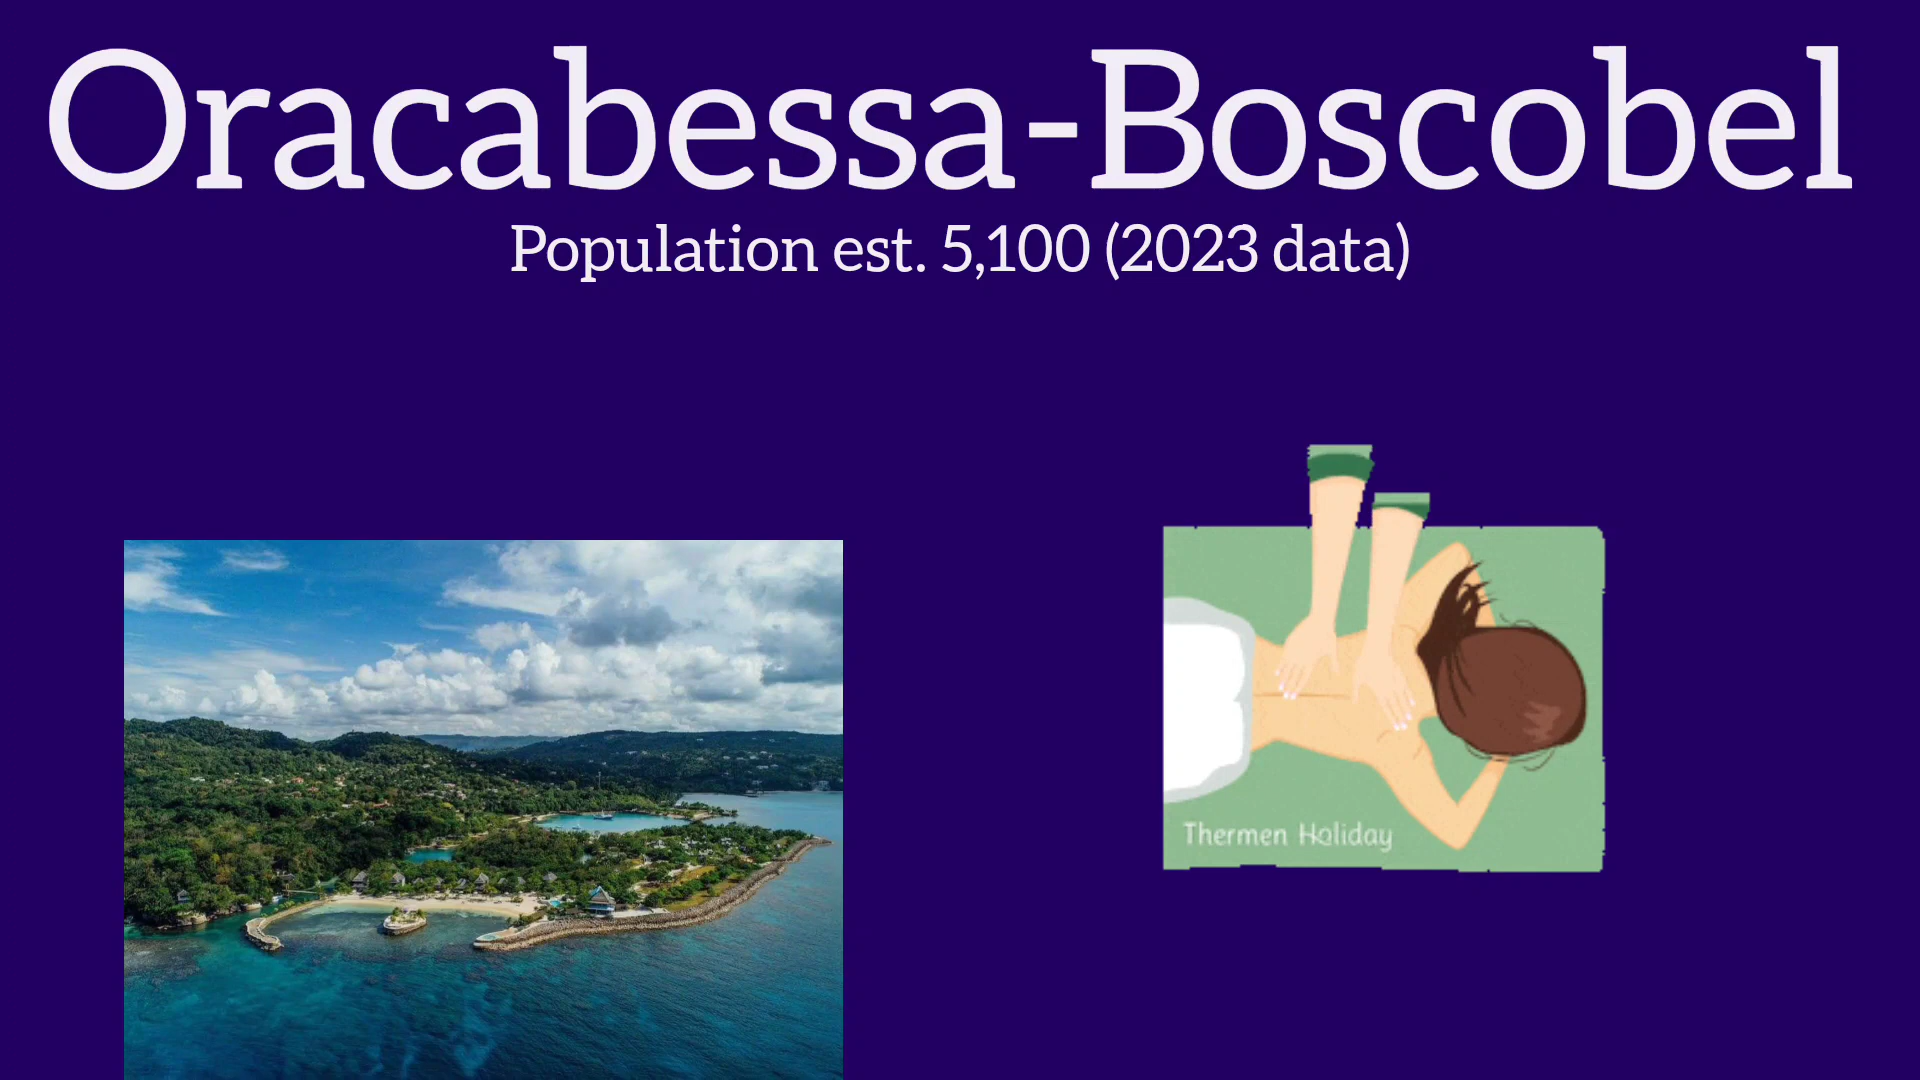 Oracabessa-Boscobel
Population est. 5,100 (2023 data)
Thermen Holiday